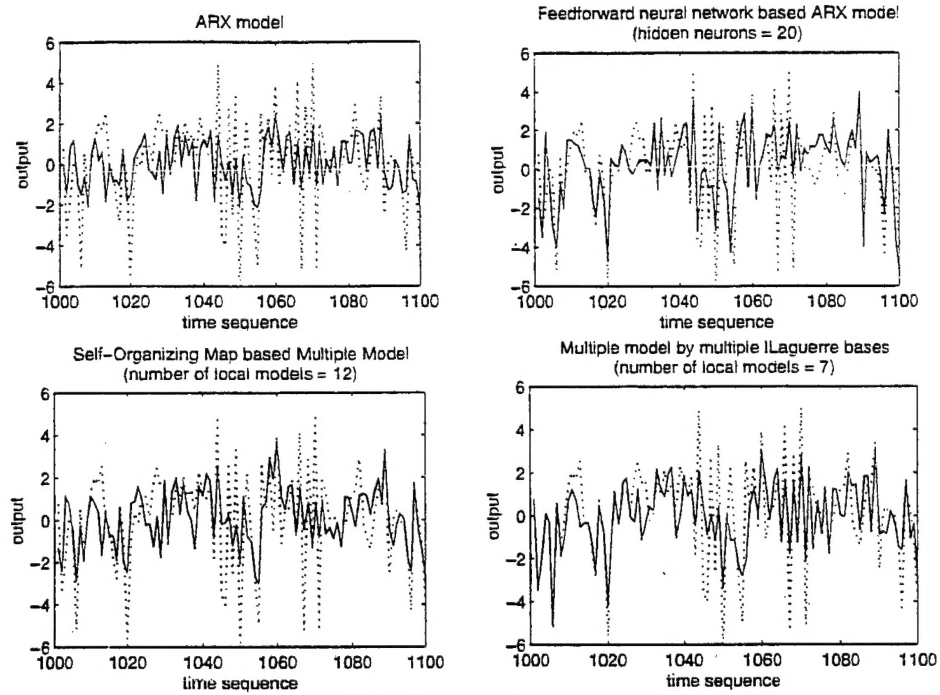 ARX model
6
4
2
0
−2
−4
−6
output
1000 1020 1040 1060 1080 1100
time sequence
Feedforward neural network based ARX model
(hidden neurons = 20)
6
4
2
0
−2
−4
−6
output
1000 1020 1040 1060 1080 1100
time sequence
Self−Organizing Map based Multiple Model
(number of local models = 12)
6
4
2
0
−2
−4
−6
output
1000 1020 1040 1060 1080 1100
time sequence
Multiple model by multiple lLaguerre bases
(number of local models = 7)
6
4
2
0
−2
−4
−6
output
1000 1020 1040 1060 1080 1100
time sequence